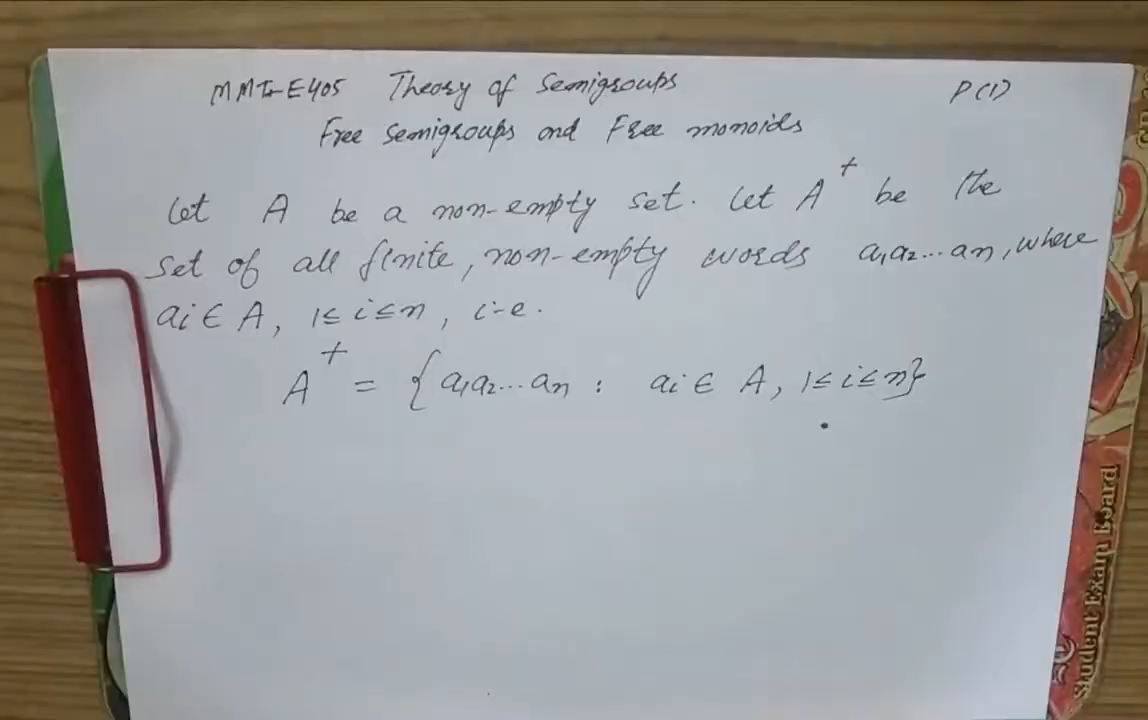 MMT-E405 Theory of Semigroups P(1)
Free Semigroups and Free monoids
Let A be a non-empty set. Let A⁺ be the
set of all finite, non-empty words a₁a₂...an, where
ai ∈ A, 1≤ i ≤ n, i-e.
A⁺ = {a₁a₂...an : ai ∈ A, 1≤ i ≤ n}
Student Exam Board